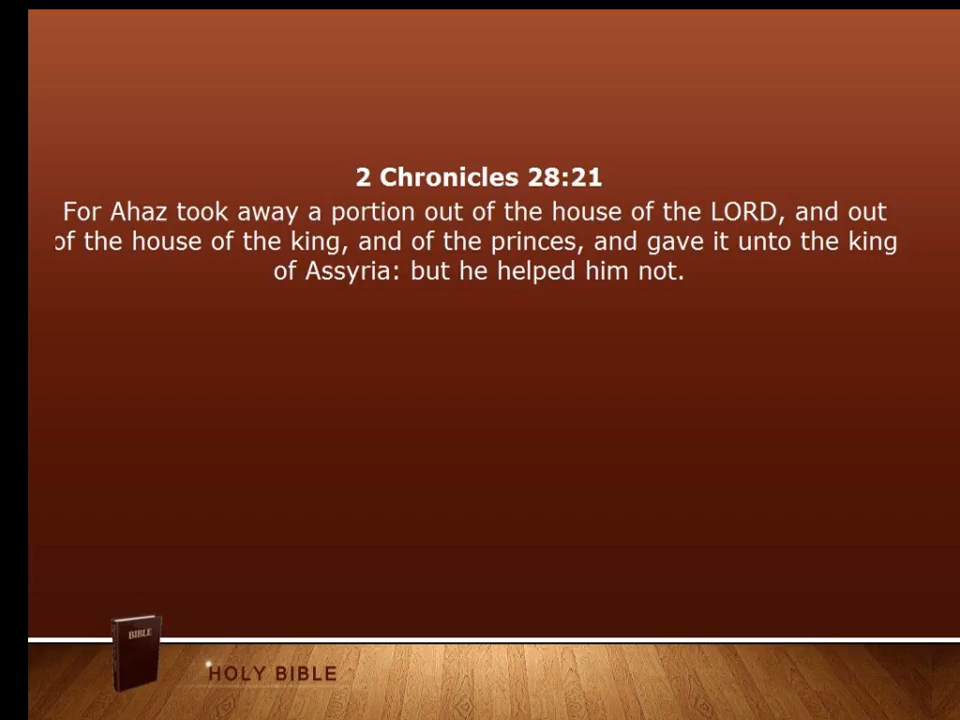 2 Chronicles 28:21
For Ahaz took away a portion out of the house of the LORD, and out
of the house of the king, and of the princes, and gave it unto the king
of Assyria: but he helped him not.
BIBLE
HOLY BIBLE